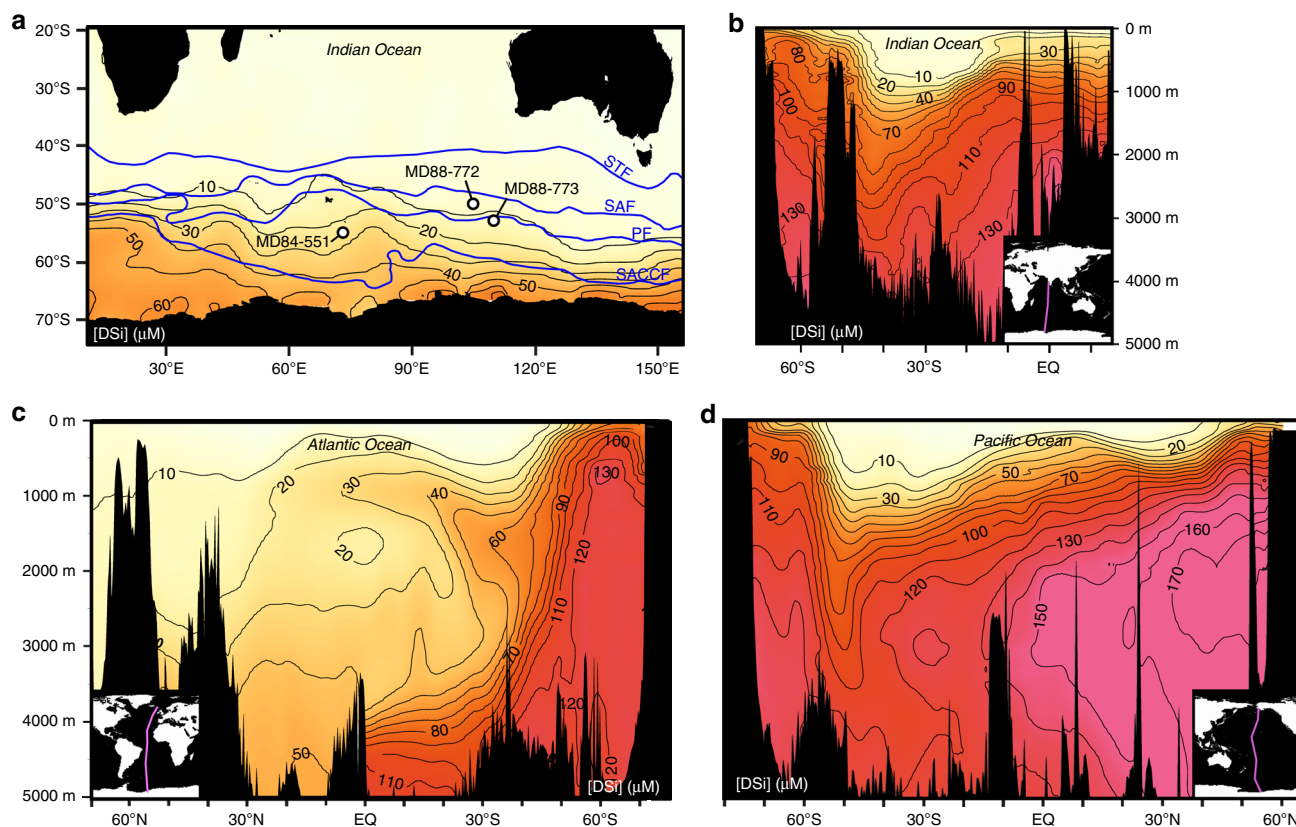 a
20°S
30°S
40°S
50°S
60°S
70°S
Indian Ocean
STF
MD88-772
MD88-773
10
SAF
30
20
PF
50
MD84-551
SACCF
40
50
60
[DSi] (μM)
30°E
60°E
90°E
120°E
150°E
b
Indian Ocean
0 m
80
30
10
20
90
1000 m
100
40
70
110
2000 m
130
130
3000 m
4000 m
[DSi] (μM)
5000 m
60°S
30°S
EQ
c
0 m
Atlantic Ocean
100
10
20
30
130
1000 m
40
90
60
20
120
2000 m
110
3000 m
70
4000 m
80
120
50
110
20
[DSi] (μM)
5000 m
60°N
30°N
EQ
30°S
60°S
d
Pacific Ocean
90
10
50
20
30
70
110
160
100
130
170
120
150
[DSi] (μM)
60°S
30°S
EQ
30°N
60°N